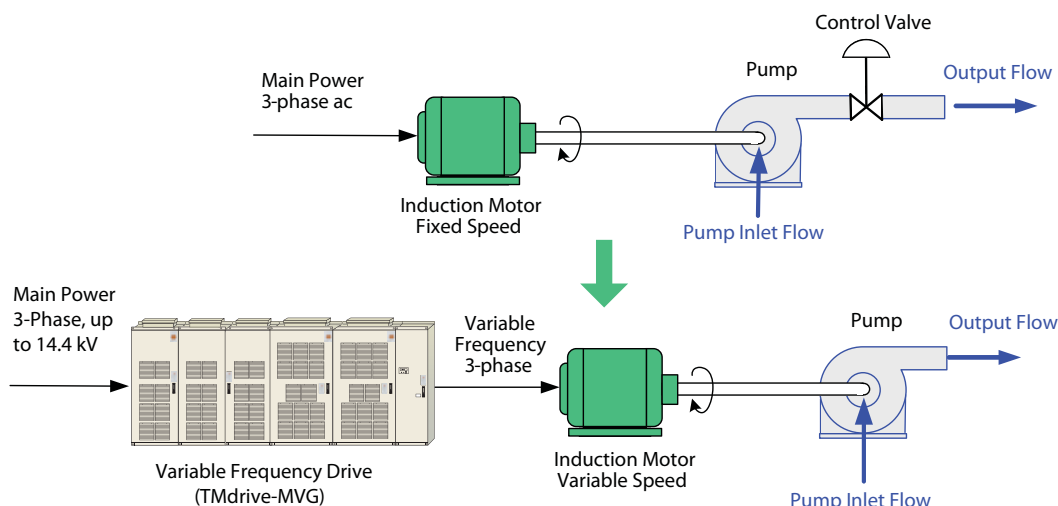 Control Valve
Main Power
3-phase ac
Pump
Output Flow
Induction Motor
Fixed Speed
Pump Inlet Flow
Main Power
3-Phase, up
to 14.4 kV
Variable
Frequency
3-phase
Pump
Output Flow
Variable Frequency Drive
(TMdrive-MVG)
Induction Motor
Variable Speed
Pump Inlet Flow